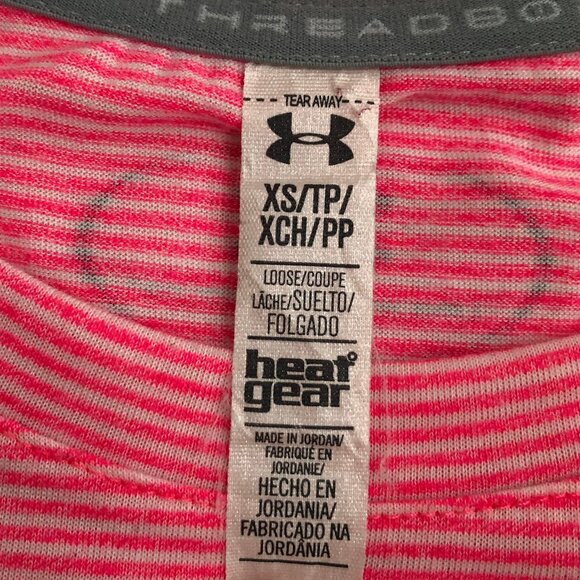 THREADBO
TEAR AWAY
XS/TP/
XCH/PP
LOOSE/COUPE
LÂCHE/SUELTO/
FOLGADO
heat
gear
MADE IN JORDAN/
FABRIQUÉ EN
JORDANIE/
HECHO EN
JORDANIA/
FABRICADO NA
JORDÂNIA